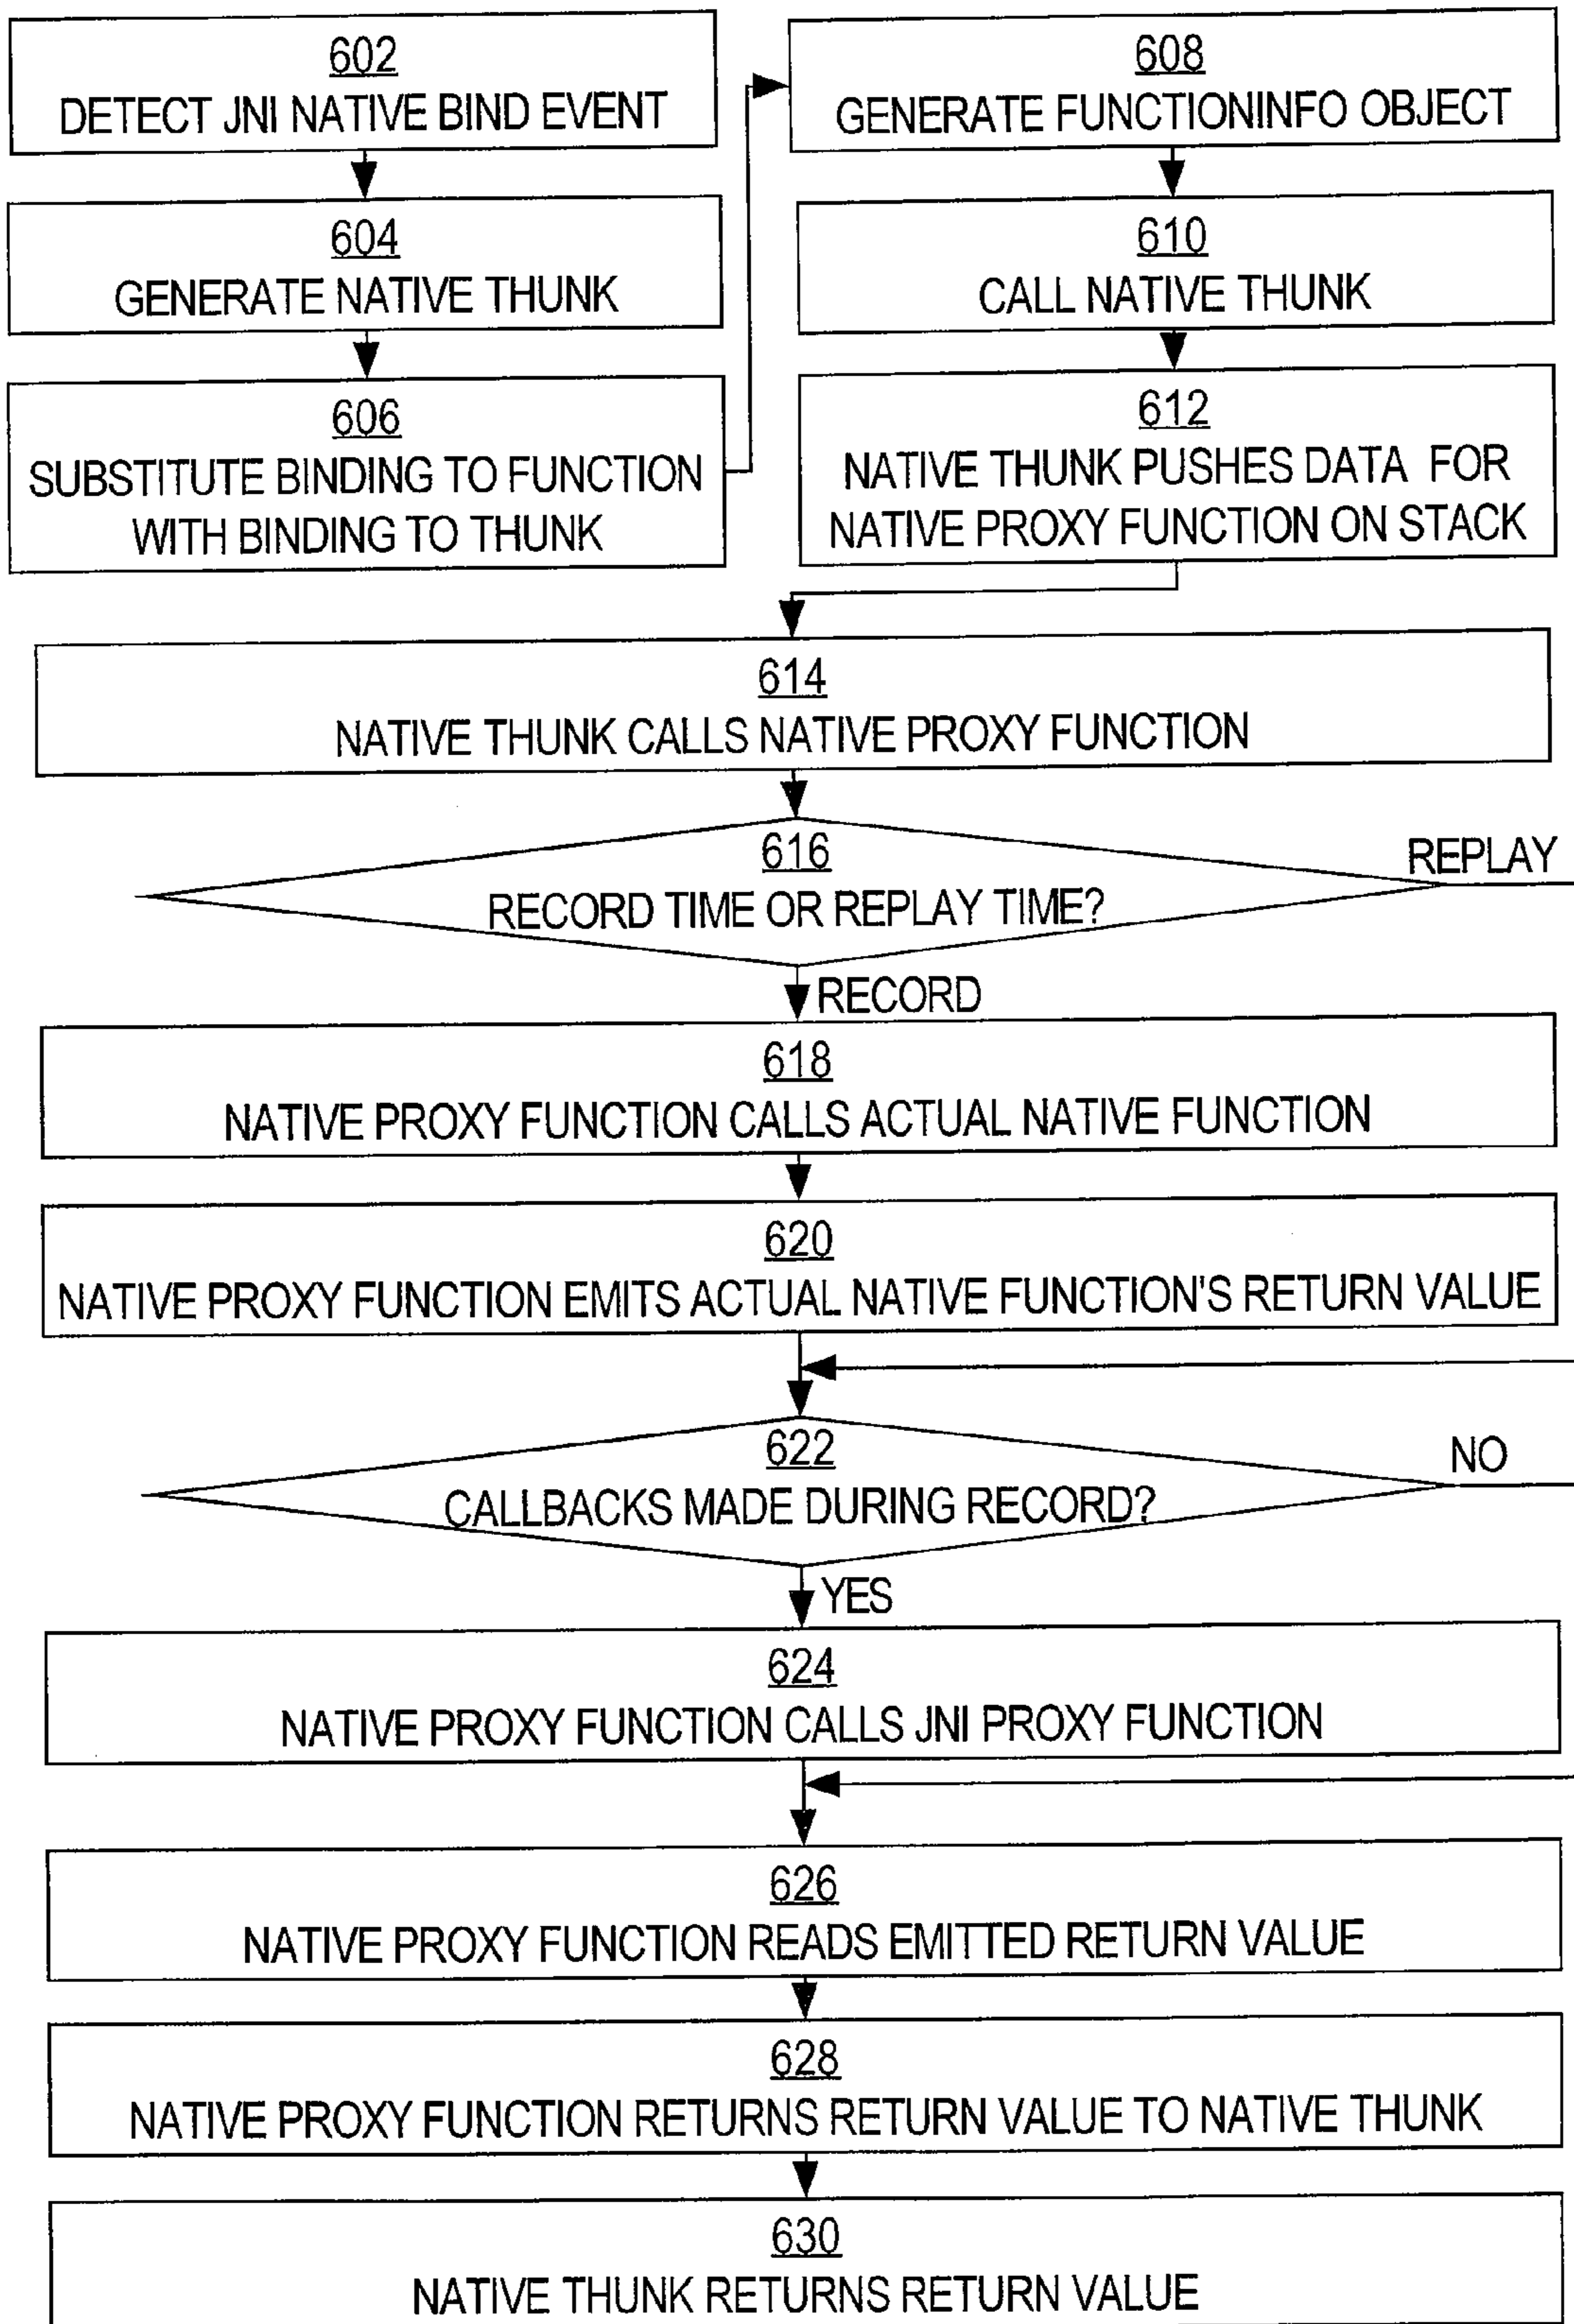 602
DETECT JNI NATIVE BIND EVENT
604
GENERATE NATIVE THUNK
606
SUBSTITUTE BINDING TO FUNCTION
WITH BINDING TO THUNK
608
GENERATE FUNCTIONINFO OBJECT
610
CALL NATIVE THUNK
612
NATIVE THUNK PUSHES DATA FOR
NATIVE PROXY FUNCTION ON STACK
614
NATIVE THUNK CALLS NATIVE PROXY FUNCTION
616
RECORD TIME OR REPLAY TIME?
REPLAY
RECORD
618
NATIVE PROXY FUNCTION CALLS ACTUAL NATIVE FUNCTION
620
NATIVE PROXY FUNCTION EMITS ACTUAL NATIVE FUNCTION'S RETURN VALUE
622
CALLBACKS MADE DURING RECORD?
NO
YES
624
NATIVE PROXY FUNCTION CALLS JNI PROXY FUNCTION
626
NATIVE PROXY FUNCTION READS EMITTED RETURN VALUE
628
NATIVE PROXY FUNCTION RETURNS RETURN VALUE TO NATIVE THUNK
630
NATIVE THUNK RETURNS RETURN VALUE